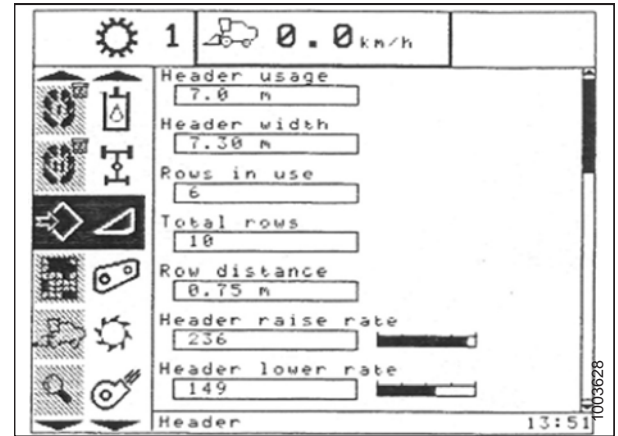 1 0.0 km/h
Header usage
7.0 m
Header width
7.30 m
Rows in use
6
Total rows
10
Row distance
0.75 m
Header raise rate
236
Header lower rate
149
Header 13:51
1003628